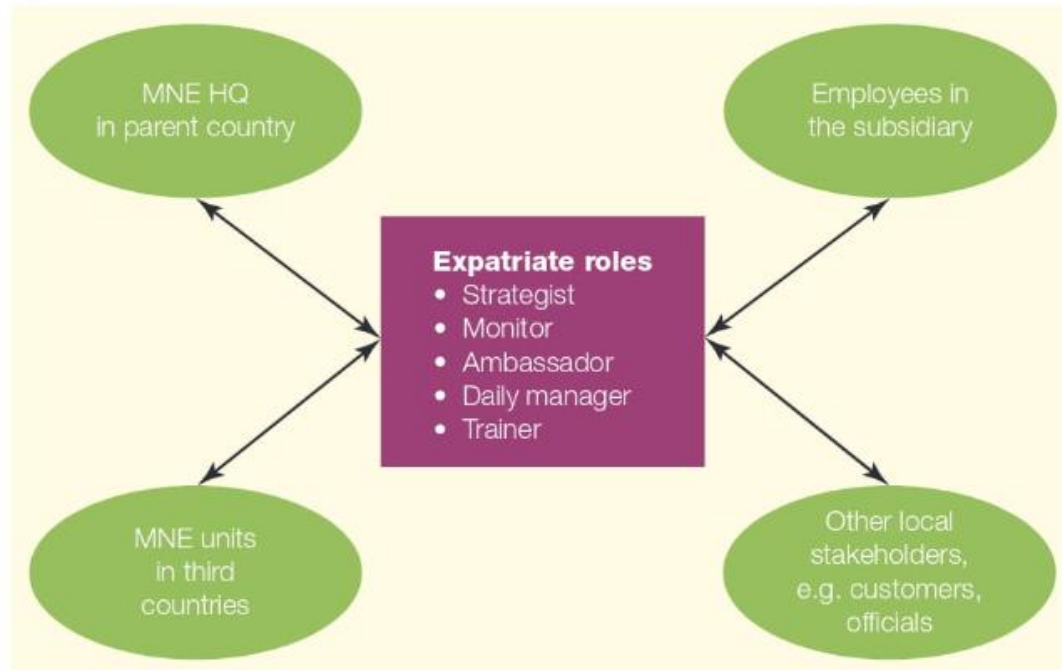 MNE HQ
in parent country
Employees in
the subsidiary
Expatriate roles
• Strategist
• Monitor
• Ambassador
• Daily manager
• Trainer
MNE units
in third
countries
Other local
stakeholders,
e.g. customers,
officials